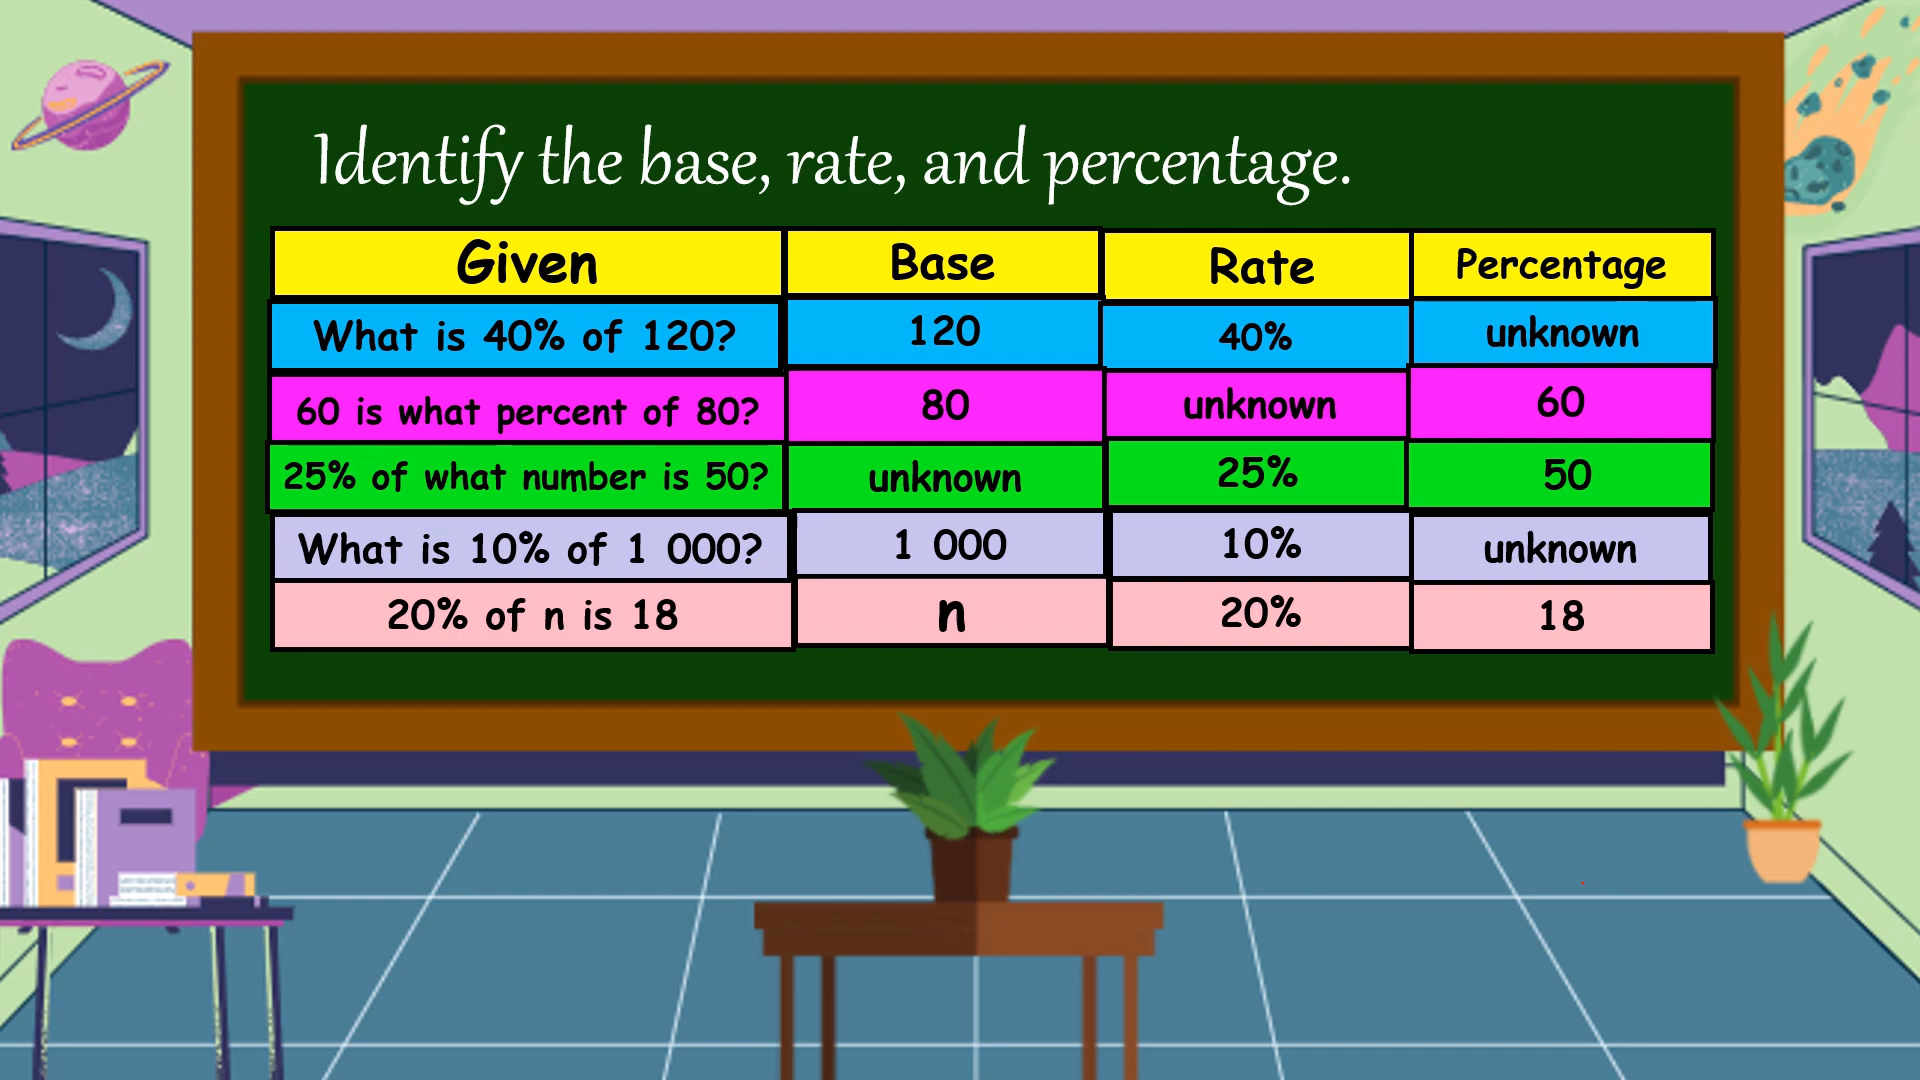 Identify the base, rate, and percentage.
Given Base Rate Percentage
What is 40% of 120? 120 40% unknown
60 is what percent of 80? 80 unknown 60
25% of what number is 50? unknown 25% 50
What is 10% of 1 000? 1 000 10% unknown
20% of n is 18 n 20% 18